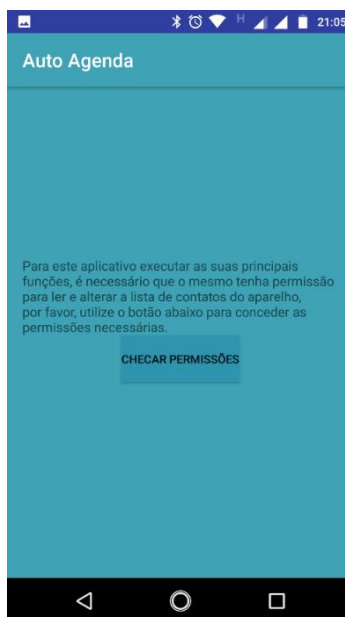 H
21:05
Auto Agenda
Para este aplicativo executar as suas principais
funções, é necessário que o mesmo tenha permissão
para ler e alterar a lista de contatos do aparelho,
por favor, utilize o botão abaixo para conceder as
permissões necessárias.
CHECAR PERMISSÕES